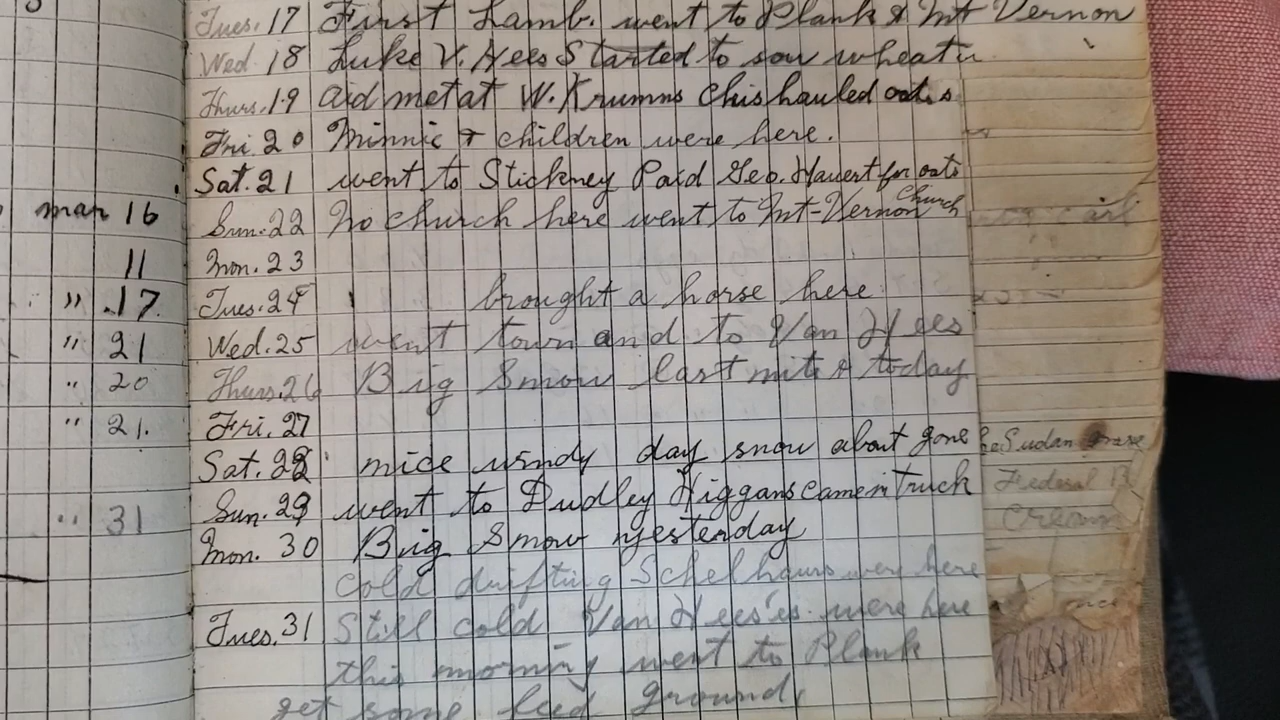 Tues. 17 First Lamb. went to Plank & Mt Vernon
Wed. 18 Luke V. Hees Started to sow wheat
Thurs. 19 aid met at W. Krumms Chis hauled oats
Fri. 20 Minnie & children were here.
Sat. 21 went to Stickney Paid Geo. for oats
Sun. 22 No church here went to Mt-Vernon Church
Mon. 23
Tues. 24 brought a horse here
Wed. 25 went town and to Van Hees
Thurs. 26 Big Snow last nite & today
Fri. 27
Sat. 28 nice windy day snow about gone
Sun. 29 went to Dudley Higgans came in Truck
Mon. 30 Big Snow yesterday
Cold drifting Schelhaus were here
Tues. 31 Still cold Van Hees'es were here
this morning went to Plank
get some feed ground
mar 16
11
" 17.
" 21
" 20
" 21.
" 31
Sudan
Federal
Cream